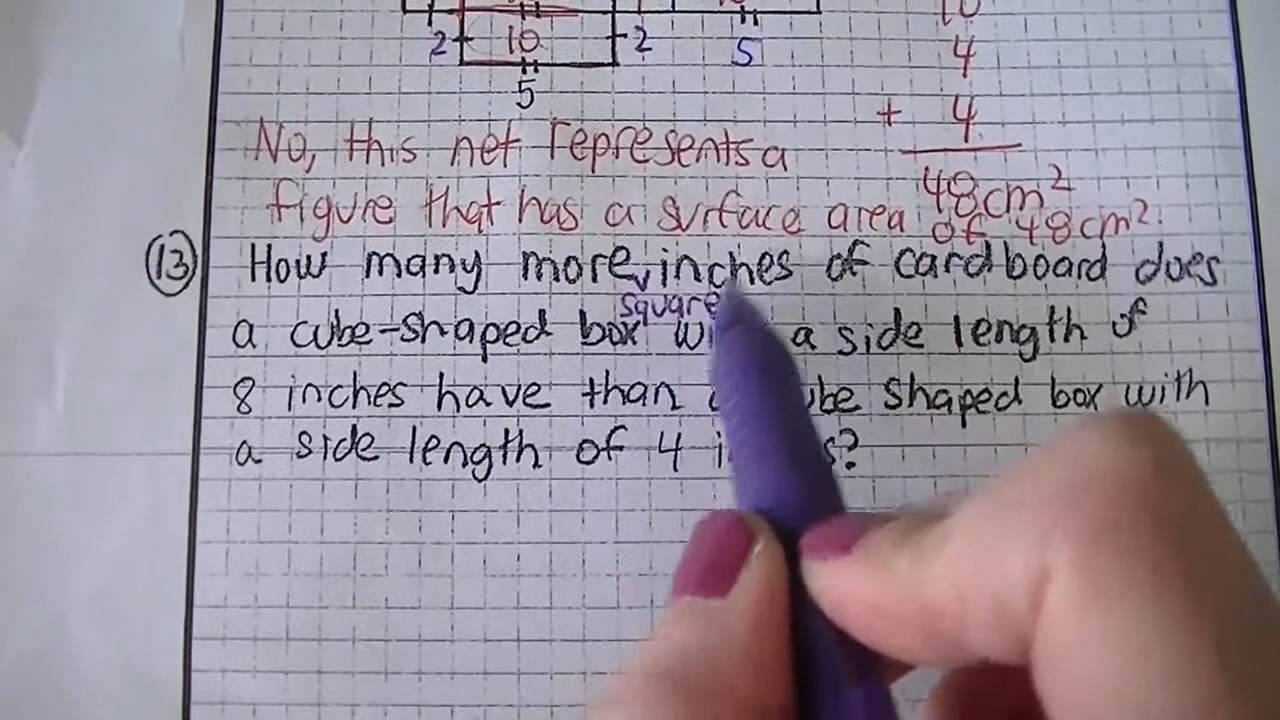 10
2 10 2 5 4
5
+ 4
No, this net represents a 48cm²
figure that has a surface area of 48cm².
13 How many more inches of cardboard does
square
a cube-shaped box a side length of
8 inches have than shaped box with
a side length of 4